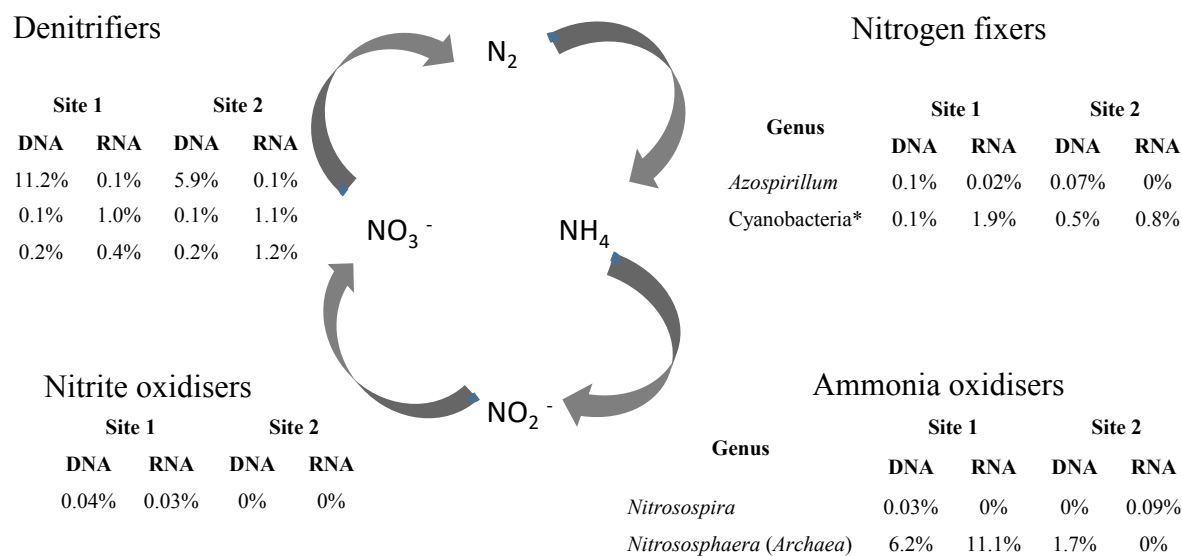 Denitrifiers
Site 1 Site 2
DNA RNA DNA RNA
11.2% 0.1% 5.9% 0.1%
0.1% 1.0% 0.1% 1.1%
0.2% 0.4% 0.2% 1.2%
N₂
Nitrogen fixers
Genus
Site 1 Site 2
DNA RNA DNA RNA
Azospirillum 0.1% 0.02% 0.07% 0%
Cyanobacteria* 0.1% 1.9% 0.5% 0.8%
NO₃ -
NH₄
Nitrite oxidisers
Site 1 Site 2
DNA RNA DNA RNA
0.04% 0.03% 0% 0%
NO₂ -
Ammonia oxidisers
Genus
Site 1 Site 2
DNA RNA DNA RNA
Nitrosospira 0.03% 0% 0% 0.09%
Nitrososphaera (Archaea) 6.2% 11.1% 1.7% 0%